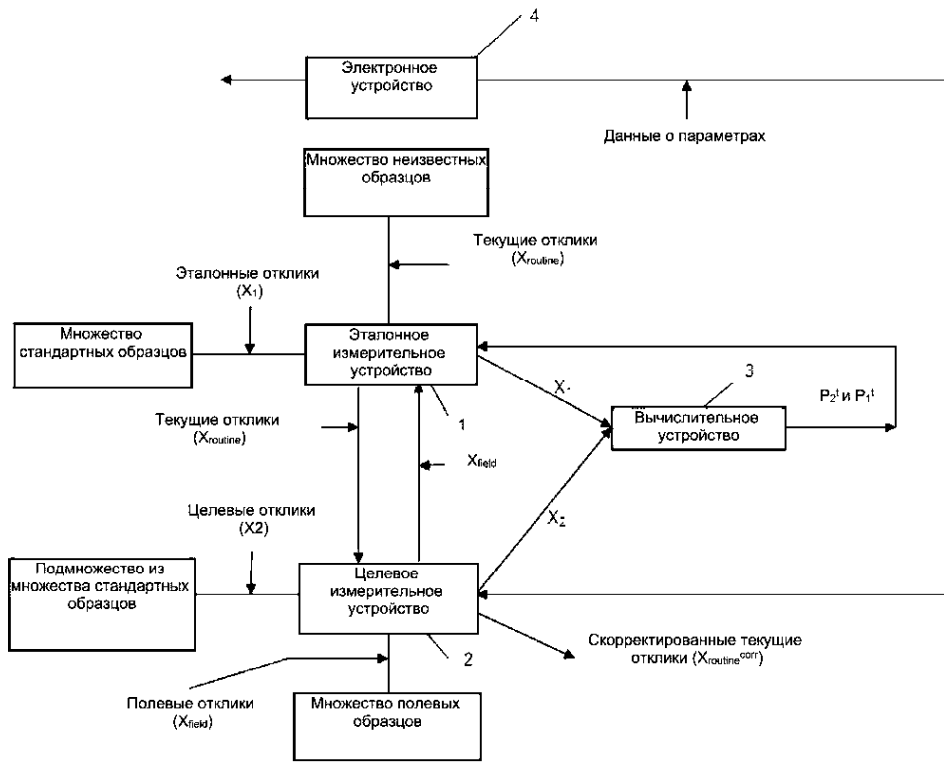 4
Электронное
устройство
Данные о параметрах
Множество неизвестных
образцов
Текущие отклики
(Xroutine)
Эталонные отклики
(X1)
Множество
стандартных образцов
Эталонное
измерительное
устройство
1
X1
3
Вычислительное
устройство
P2t и P1t
Текущие отклики
(Xroutine)
Xfield
X2
Целевые отклики
(X2)
Подмножество из
множества стандартных
образцов
Целевое
измерительное
устройство
2
Скорректированные текущие
отклики (Xroutinecorr)
Полевые отклики
(Xfield)
Множество полевых
образцов